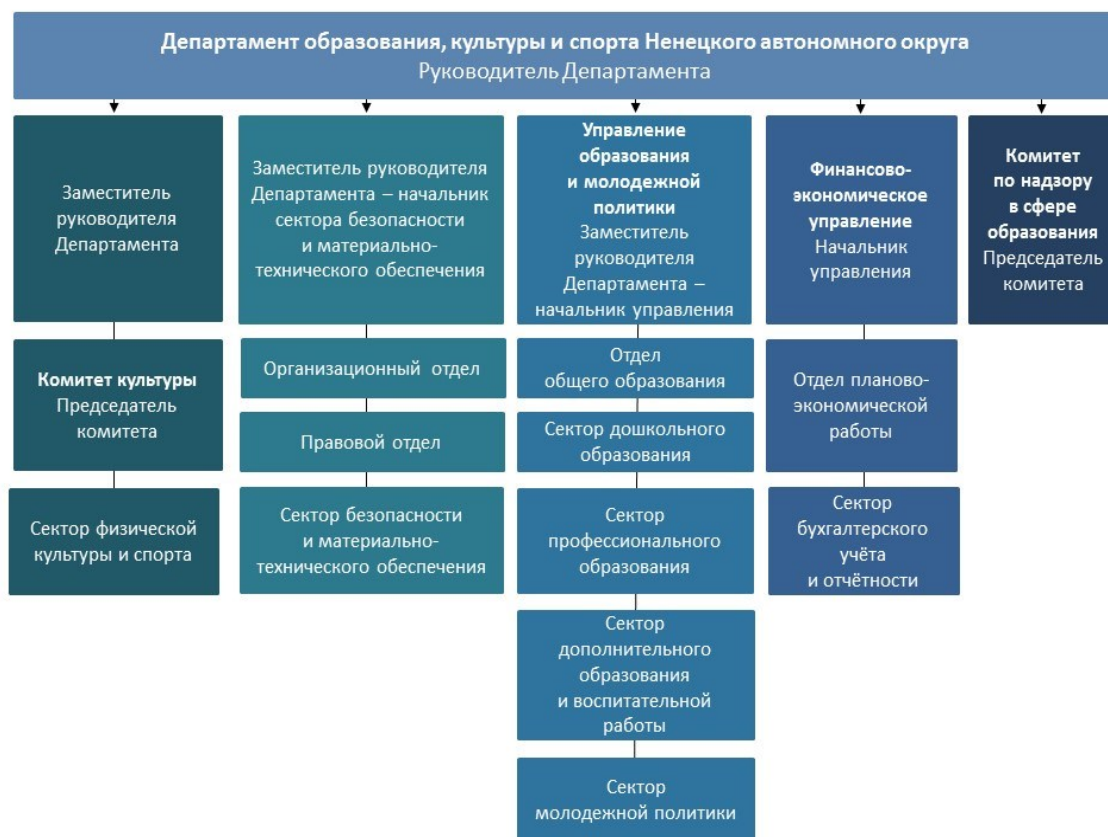 Департамент образования, культуры и спорта Ненецкого автономного округа
Руководитель Департамента
Заместитель
руководителя
Департамента
Комитет культуры
Председатель
комитета
Сектор физической
культуры и спорта
Заместитель руководителя
Департамента – начальник
сектора безопасности
и материально-
технического обеспечения
Организационный отдел
Правовой отдел
Сектор безопасности
и материально-
технического обеспечения
Управление
образования
и молодежной
политики
Заместитель
руководителя
Департамента –
начальник управления
Отдел
общего образования
Сектор дошкольного
образования
Сектор
профессионального
образования
Сектор
дополнительного
образования
и воспитательной
работы
Сектор
молодежной политики
Финансово-
экономическое
управление
Начальник
управления
Отдел планово-
экономической
работы
Сектор
бухгалтерского
учёта
и отчётности
Комитет
по надзору
в сфере
образования
Председатель
комитета